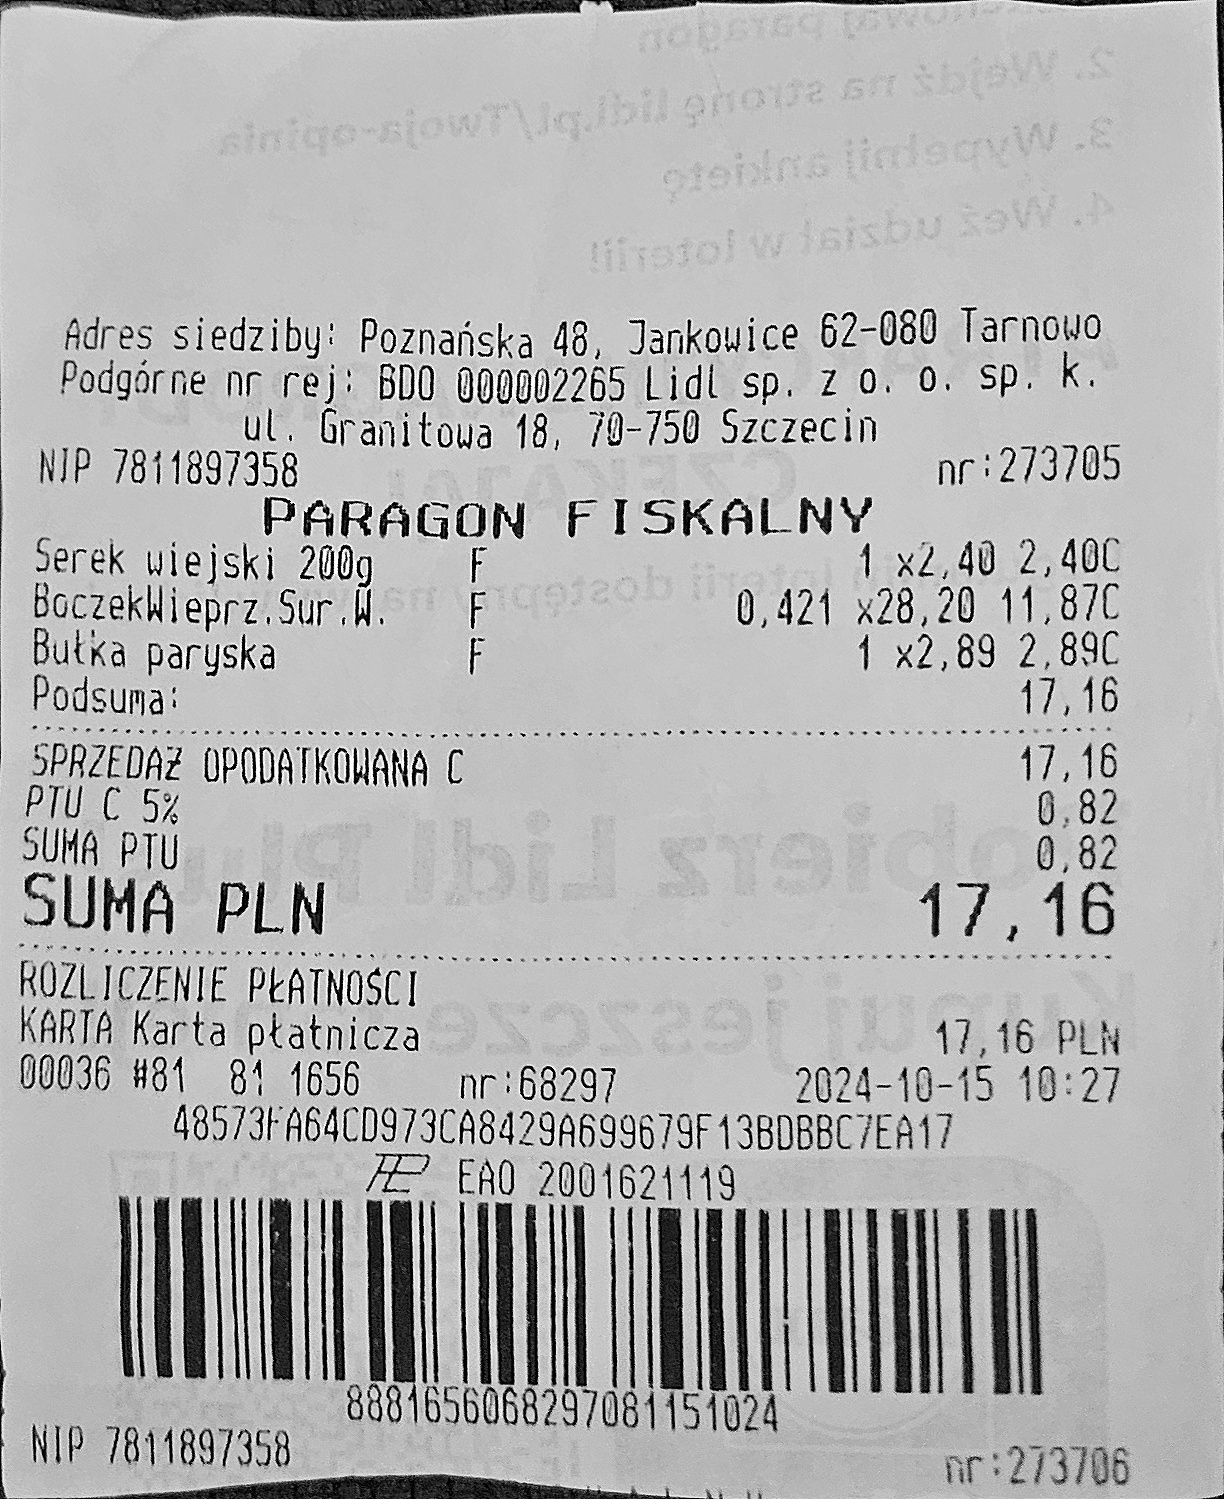 Adres siedziby: Poznańska 48, Jankowice 62-080 Tarnowo
Podgórne nr rej: BDO 000002265 Lidl sp. z o. o. sp. k.
ul. Granitowa 18, 70-750 Szczecin
NIP 7811897358 nr:273705
PARAGON FISKALNY
Serek wiejski 200g F 1 x2,40 2,40C
BoczekWieprz.Sur.W. F 0,421 x28,20 11,87C
Bułka paryska F 1 x2,89 2,89C
Podsuma: 17,16
SPRZEDAŻ OPODATKOWANA C 17,16
PTU C 5% 0,82
SUMA PTU 0,82
SUMA PLN 17,16
ROZLICZENIE PŁATNOŚCI
KARTA Karta płatnicza 17,16 PLN
00036 #81 81 1656 nr:68297 2024-10-15 10:27
48573FA64CD973CA8429A699679F13BDBBC7EA17
EAO 2001621119
8881656068297081151024
NIP 7811897358 nr:273706